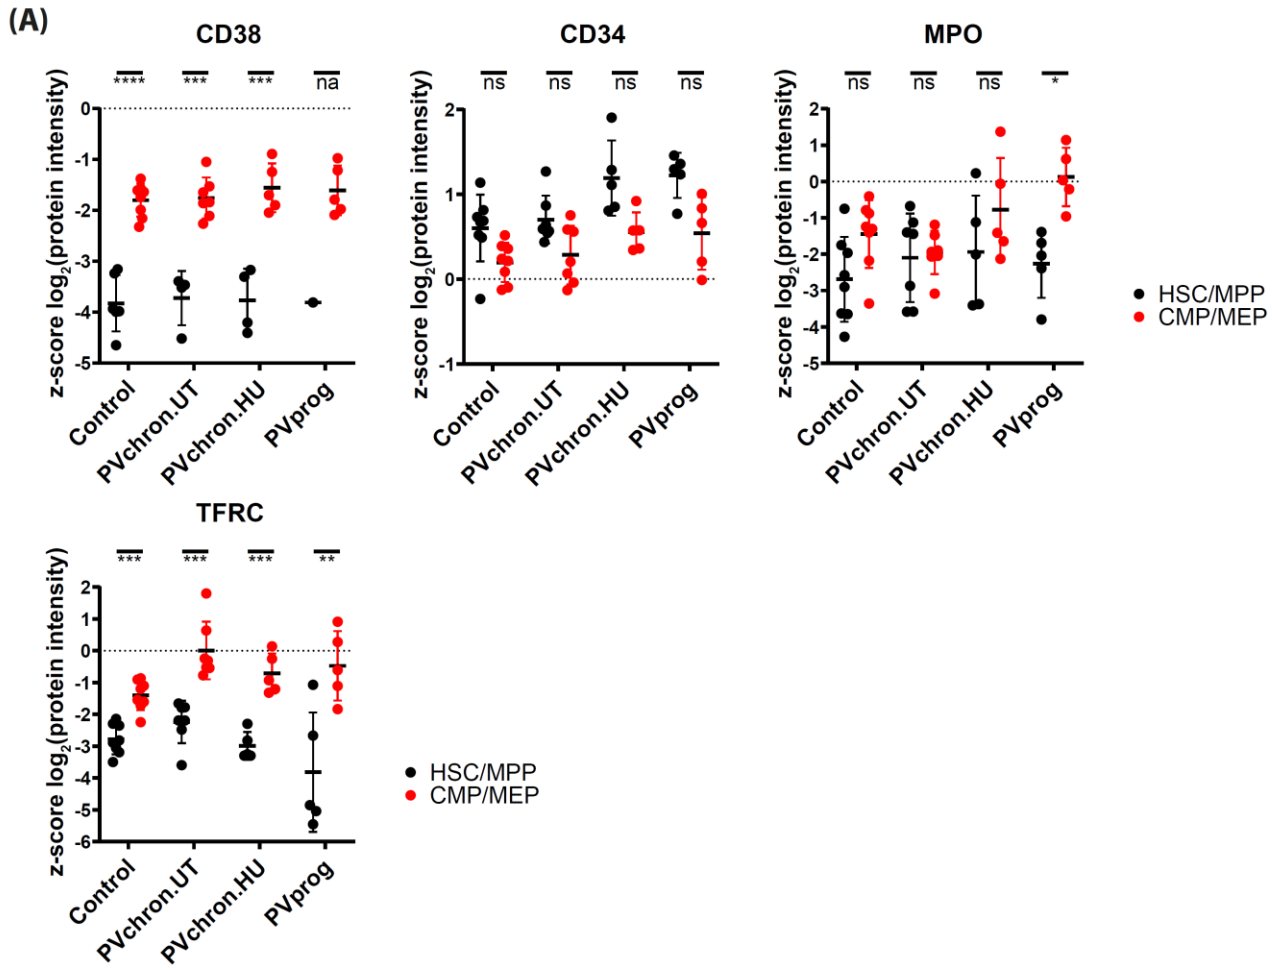 (A)
CD38
CD34
MPO
**** *** *** na
ns ns ns ns
ns ns ns *
z-score log2(protein intensity)
0
-1
-2
-3
-4
-5
Control
PVchron.UT
PVchron.HU
PVprog
z-score log2(protein intensity)
2
1
0
-1
Control
PVchron.UT
PVchron.HU
PVprog
z-score log2(protein intensity)
2
1
0
-1
-2
-3
-4
-5
Control
PVchron.UT
PVchron.HU
PVprog
HSC/MPP
CMP/MEP
TFRC
*** *** *** **
z-score log2(protein intensity)
2
1
0
-1
-2
-3
-4
-5
-6
Control
PVchron.UT
PVchron.HU
PVprog
HSC/MPP
CMP/MEP